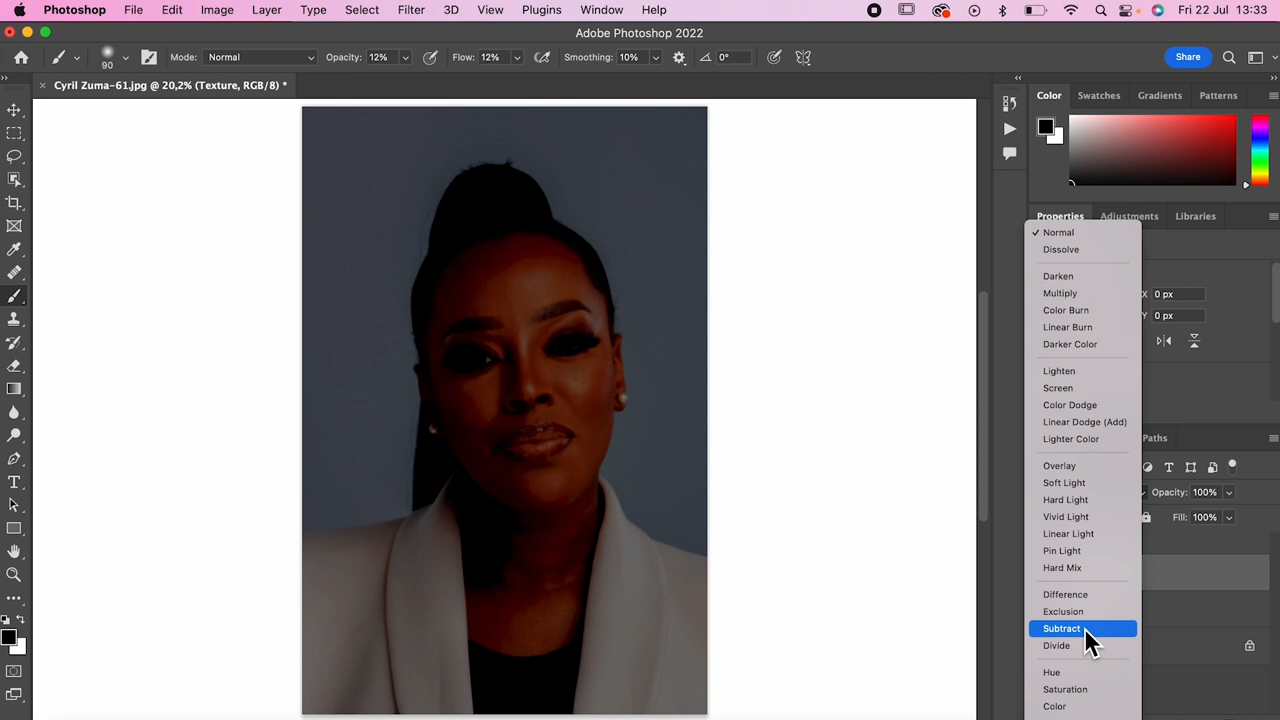 Photoshop File Edit Image Layer Type Select Filter 3D View Plugins Window Help Fri 22 Jul 13:33
Adobe Photoshop 2022
90 Mode: Normal Opacity: 12% Flow: 12% Smoothing: 10% 0° Share
Cyril Zuma-61.jpg @ 20,2% (Texture, RGB/8) *
Color Swatches Gradients Patterns
Properties Adjustments Libraries
Normal
Dissolve
Darken
Multiply
X 0 px
Color Burn
Y 0 px
Linear Burn
Darker Color
Lighten
Screen
Color Dodge
Linear Dodge (Add)
Lighter Color
Paths
Overlay
Soft Light
Opacity: 100%
Hard Light
Vivid Light
Fill: 100%
Linear Light
Pin Light
Hard Mix
Difference
Exclusion
Subtract
Divide
Hue
Saturation
Color